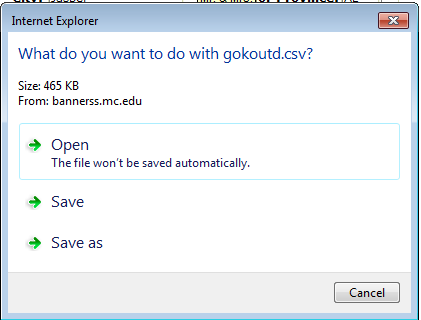 Internet Explorer
What do you want to do with gokoutd.csv?
Size: 465 KB
From: bannerss.mc.edu
Open
The file won't be saved automatically.
Save
Save as
Cancel